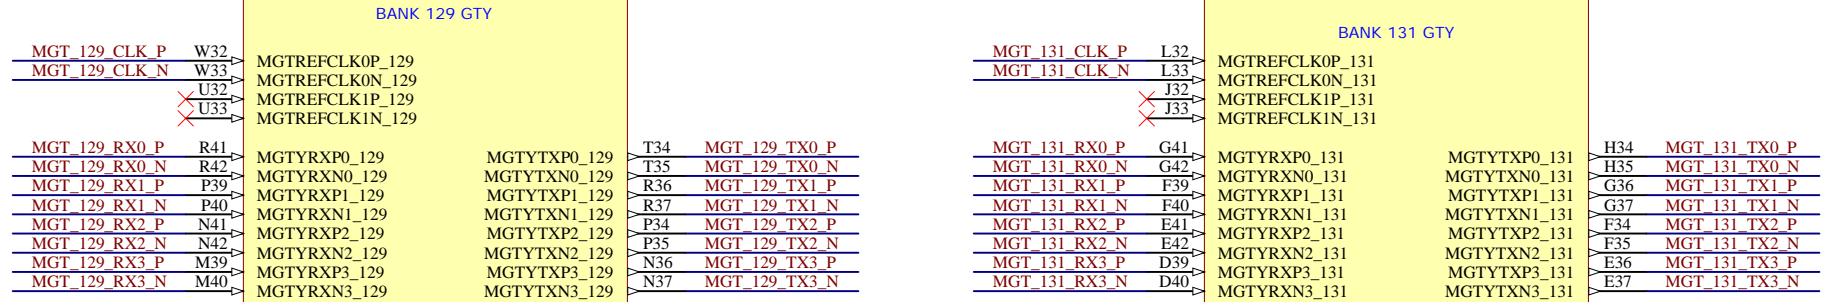 BANK 129 GTY
MGT_129_CLK_P W32 MGTREFCLK0P_129
MGT_129_CLK_N W33 MGTREFCLK0N_129
U32 MGTREFCLK1P_129
U33 MGTREFCLK1N_129
MGT_129_RX0_P R41 MGTYRXP0_129 MGTYTXP0_129 T34 MGT_129_TX0_P
MGT_129_RX0_N R42 MGTYRXN0_129 MGTYTXN0_129 T35 MGT_129_TX0_N
MGT_129_RX1_P P39 MGTYRXP1_129 MGTYTXP1_129 R36 MGT_129_TX1_P
MGT_129_RX1_N P40 MGTYRXN1_129 MGTYTXN1_129 R37 MGT_129_TX1_N
MGT_129_RX2_P N41 MGTYRXP2_129 MGTYTXP2_129 P34 MGT_129_TX2_P
MGT_129_RX2_N N42 MGTYRXN2_129 MGTYTXN2_129 P35 MGT_129_TX2_N
MGT_129_RX3_P M39 MGTYRXP3_129 MGTYTXP3_129 N36 MGT_129_TX3_P
MGT_129_RX3_N M40 MGTYRXN3_129 MGTYTXN3_129 N37 MGT_129_TX3_N
BANK 131 GTY
MGT_131_CLK_P L32 MGTREFCLK0P_131
MGT_131_CLK_N L33 MGTREFCLK0N_131
J32 MGTREFCLK1P_131
J33 MGTREFCLK1N_131
MGT_131_RX0_P G41 MGTYRXP0_131 MGTYTXP0_131 H34 MGT_131_TX0_P
MGT_131_RX0_N G42 MGTYRXN0_131 MGTYTXN0_131 H35 MGT_131_TX0_N
MGT_131_RX1_P F39 MGTYRXP1_131 MGTYTXP1_131 G36 MGT_131_TX1_P
MGT_131_RX1_N F40 MGTYRXN1_131 MGTYTXN1_131 G37 MGT_131_TX1_N
MGT_131_RX2_P E41 MGTYRXP2_131 MGTYTXP2_131 F34 MGT_131_TX2_P
MGT_131_RX2_N E42 MGTYRXN2_131 MGTYTXN2_131 F35 MGT_131_TX2_N
MGT_131_RX3_P D39 MGTYRXP3_131 MGTYTXP3_131 E36 MGT_131_TX3_P
MGT_131_RX3_N D40 MGTYRXN3_131 MGTYTXN3_131 E37 MGT_131_TX3_N